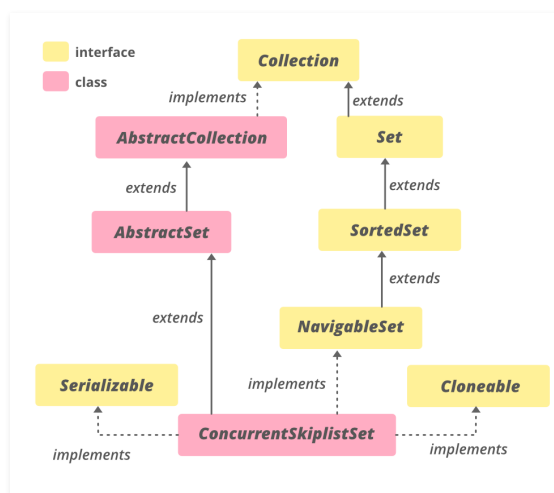 interface
class
Collection
implements
extends
AbstractCollection
Set
extends
extends
AbstractSet
SortedSet
extends
extends
NavigableSet
Serializable
implements
Cloneable
ConcurrentSkiplistSet
implements
implements